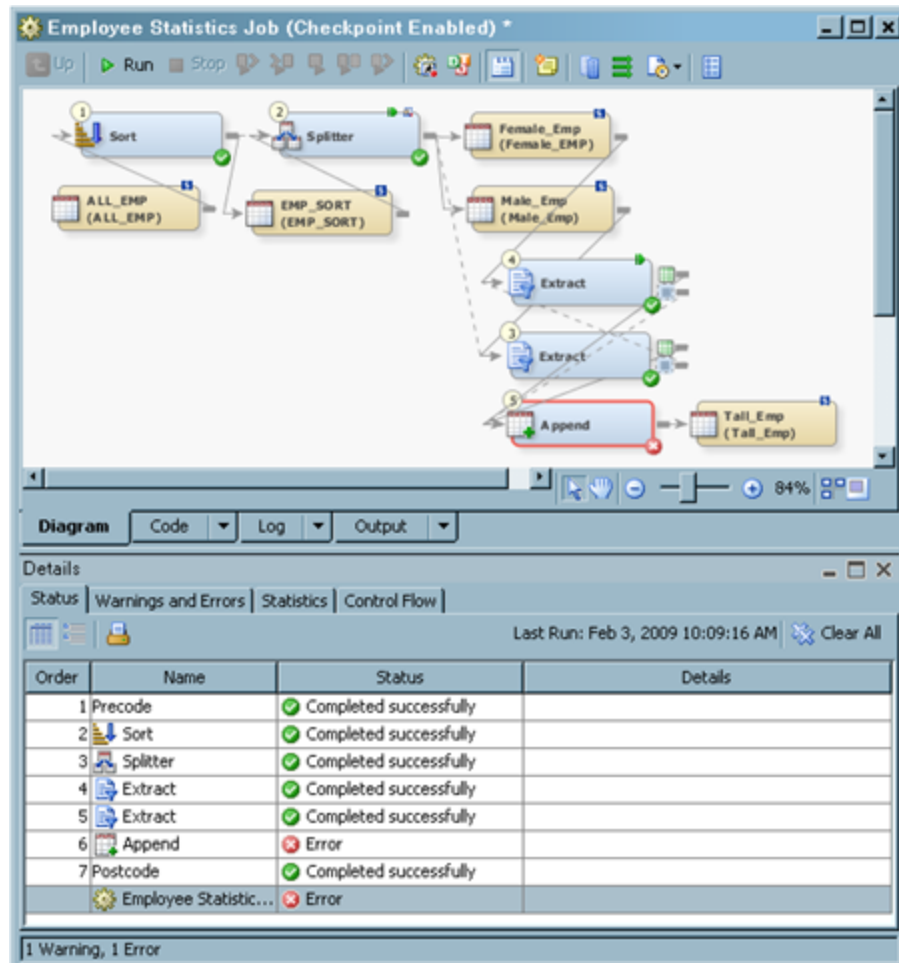 Employee Statistics Job (Checkpoint Enabled) *
Up Run Stop
1 Sort
2 Splitter
Female_Emp
(Female_EMP)
ALL_EMP
(ALL_EMP)
EMP_SORT
(EMP_SORT)
Male_Emp
(Male_Emp)
4 Extract
3 Extract
5 Append
Tall_Emp
(Tall_Emp)
84%
Diagram Code Log Output
Details
Status Warnings and Errors Statistics Control Flow
Last Run: Feb 3, 2009 10:09:16 AM Clear All
Order Name Status Details
1 Precode Completed successfully
2 Sort Completed successfully
3 Splitter Completed successfully
4 Extract Completed successfully
5 Extract Completed successfully
6 Append Error
7 Postcode Completed successfully
Employee Statistic... Error
1 Warning, 1 Error